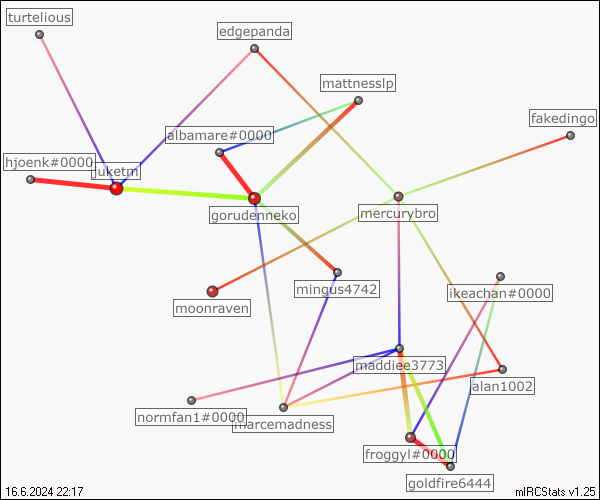 turtelious
edgepanda
mattnesslp
fakedingo
albamare#0000
hjoenk#0000
juketm
gorudenneko
mercurybro
mingus4742
ikeachan#0000
moonraven
maddiee3773
alan1002
normfan1#0000
marcemadness
froggyl#0000
goldfire6444
16.6.2024 22:17
mIRCStats v1.25